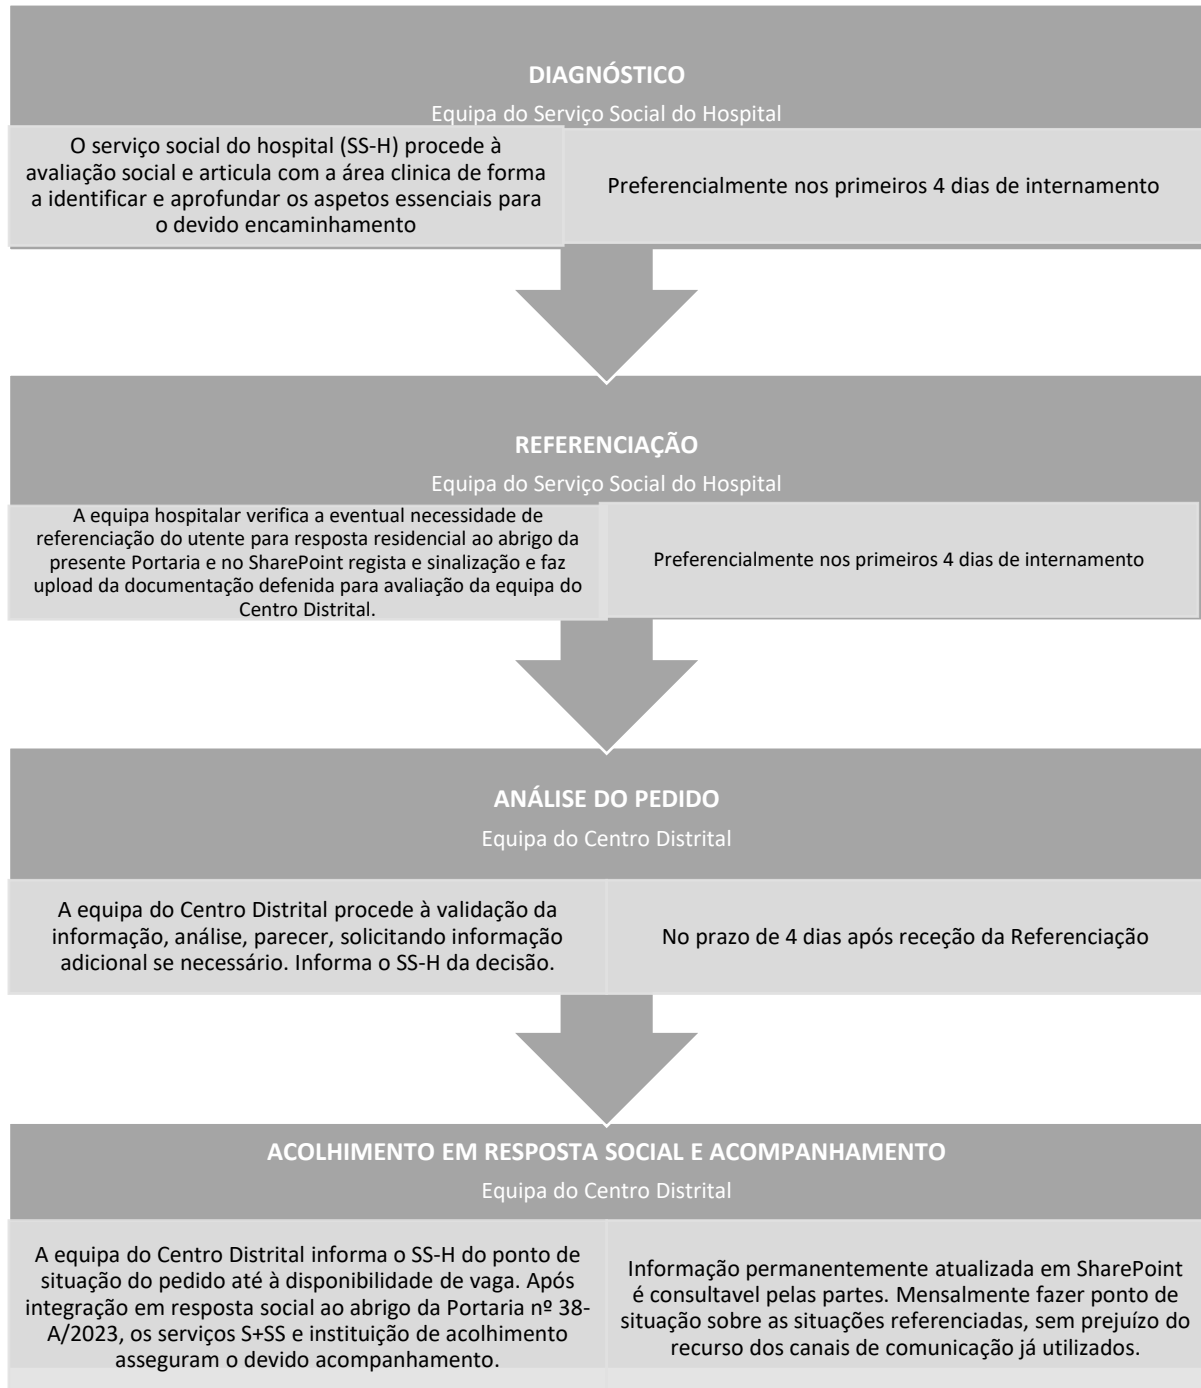 DIAGNÓSTICO
Equipa do Serviço Social do Hospital
O serviço social do hospital (SS-H) procede à
avaliação social e articula com a área clinica de forma
a identificar e aprofundar os aspetos essenciais para
o devido encaminhamento
Preferencialmente nos primeiros 4 dias de internamento
REFERENCIAÇÃO
Equipa do Serviço Social do Hospital
A equipa hospitalar verifica a eventual necessidade de
referenciação do utente para resposta residencial ao abrigo da
presente Portaria e no SharePoint regista e sinalização e faz
upload da documentação defenida para avaliação da equipa do
Centro Distrital.
Preferencialmente nos primeiros 4 dias de internamento
ANÁLISE DO PEDIDO
Equipa do Centro Distrital
A equipa do Centro Distrital procede à validação da
informação, análise, parecer, solicitando informação
adicional se necessário. Informa o SS-H da decisão.
No prazo de 4 dias após receção da Referenciação
ACOLHIMENTO EM RESPOSTA SOCIAL E ACOMPANHAMENTO
Equipa do Centro Distrital
A equipa do Centro Distrital informa o SS-H do ponto de
situação do pedido até à disponibilidade de vaga. Após
integração em resposta social ao abrigo da Portaria nº 38-
A/2023, os serviços S+SS e instituição de acolhimento
asseguram o devido acompanhamento.
Informação permanentemente atualizada em SharePoint
é consultavel pelas partes. Mensalmente fazer ponto de
situação sobre as situações referenciadas, sem prejuízo do
recurso dos canais de comunicação já utilizados.